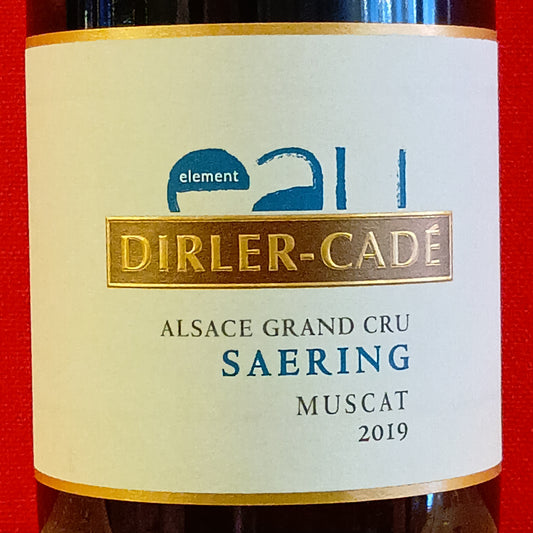 eau
element
DIRLER-CADÉ
ALSACE GRAND CRU
SAERING
MUSCAT
2019